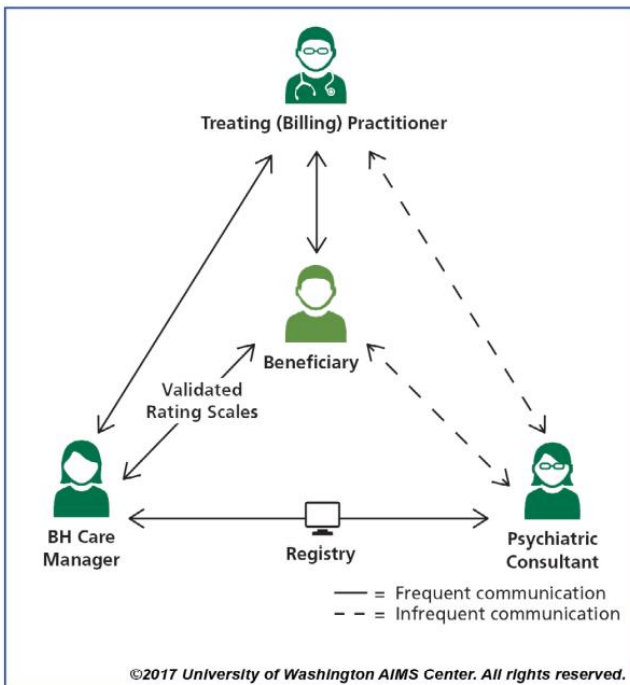 Treating (Billing) Practitioner
Beneficiary
Validated
Rating Scales
BH Care
Manager
Registry
Psychiatric
Consultant
= Frequent communication
= Infrequent communication
©2017 University of Washington AIMS Center. All rights reserved.